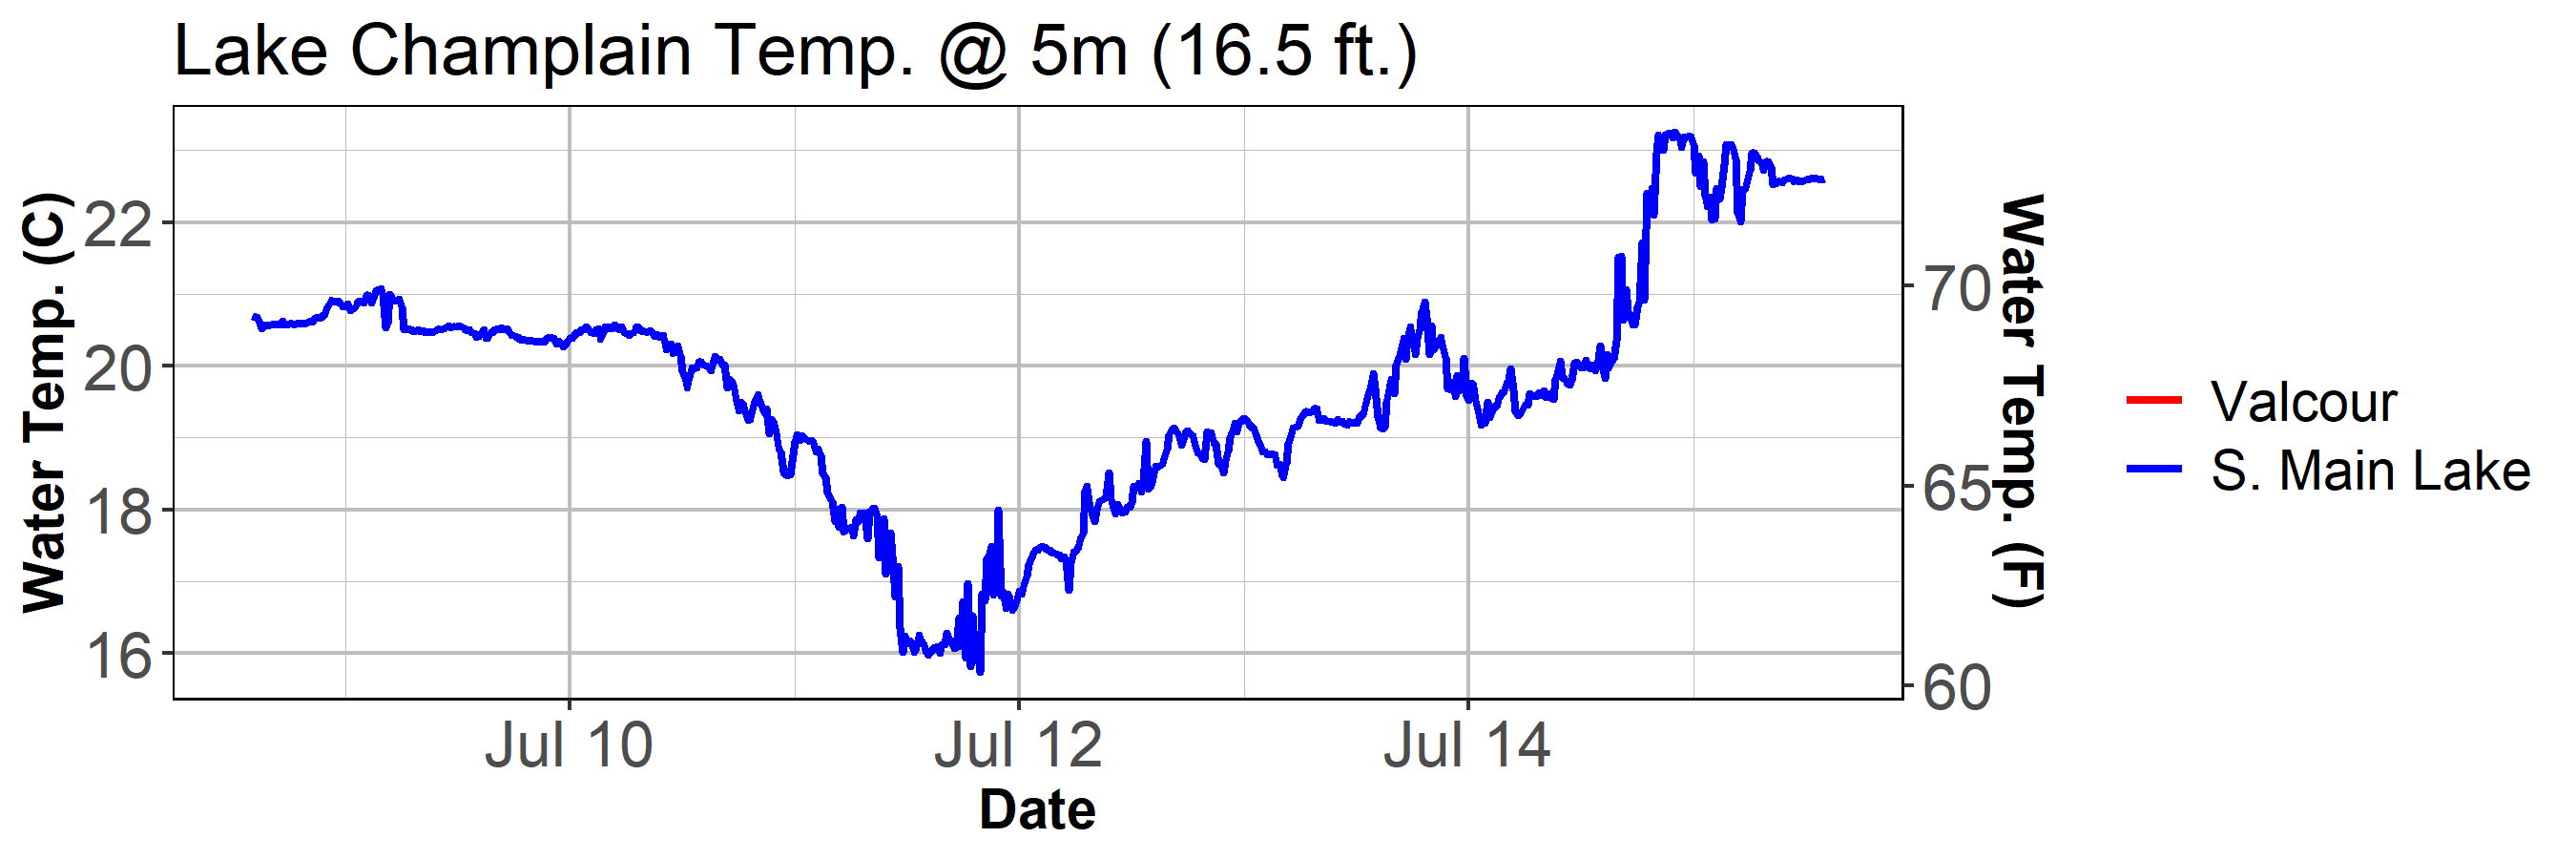 Lake Champlain Temp. @ 5m (16.5 ft.)
Water Temp. (C)
22
20
18
16
70
65
60
Water Temp. (F)
Jul 10
Jul 12
Jul 14
Date
Valcour
S. Main Lake